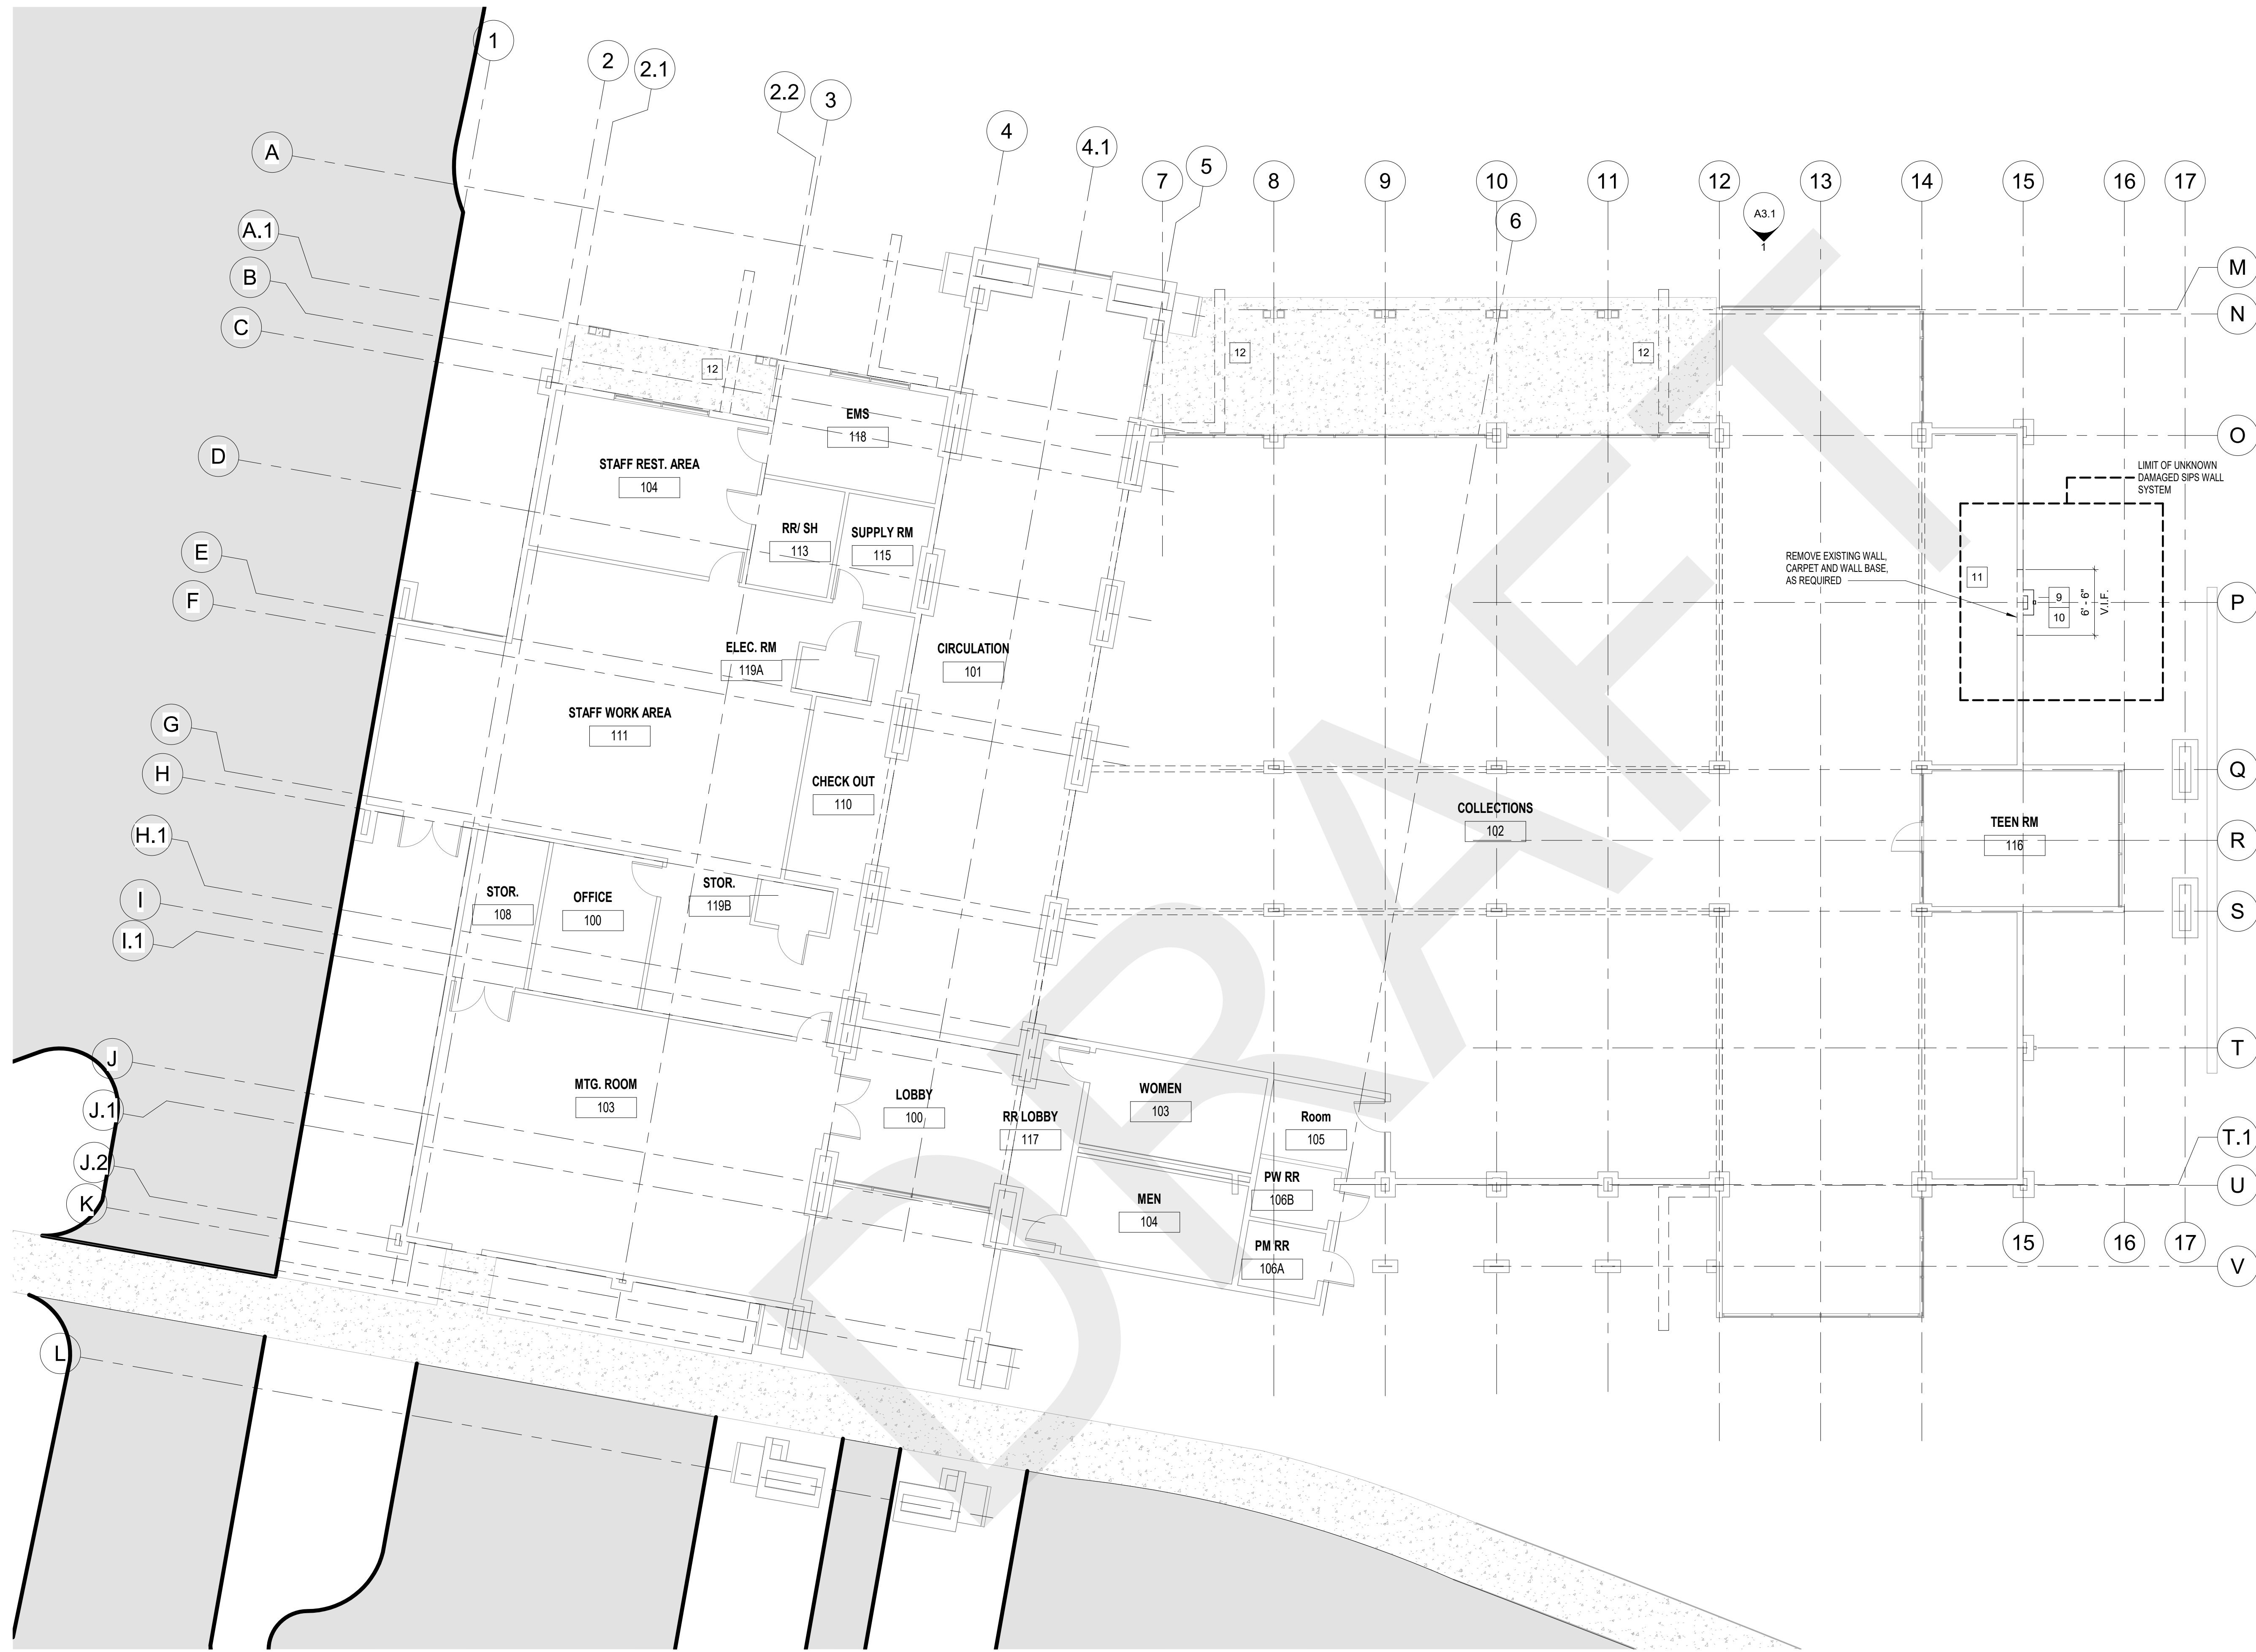 1
2
2.1
2.2
3
4
4.1
7
5
8
9
10
6
11
12
13
14
15
16
17
A3.1
1
A
A.1
B
C
D
E
F
G
H
H.1
I
I.1
J
J.1
J.2
K
L
M
N
O
P
Q
R
S
T
T.1
U
V
15
16
17
12
12
12
EMS
118
STAFF REST. AREA
104
RR/ SH
113
SUPPLY RM
115
ELEC. RM
119A
CIRCULATION
101
STAFF WORK AREA
111
CHECK OUT
110
STOR.
108
OFFICE
100
STOR.
119B
COLLECTIONS
102
TEEN RM
116
MTG. ROOM
103
LOBBY
100
RR LOBBY
117
WOMEN
103
MEN
104
Room
105
PW RR
106B
PM RR
106A
LIMIT OF UNKNOWN
DAMAGED SIPS WALL
SYSTEM
REMOVE EXISTING WALL,
CARPET AND WALL BASE,
AS REQUIRED
11
9
10
6' - 6"
V.I.F.
DRAFT